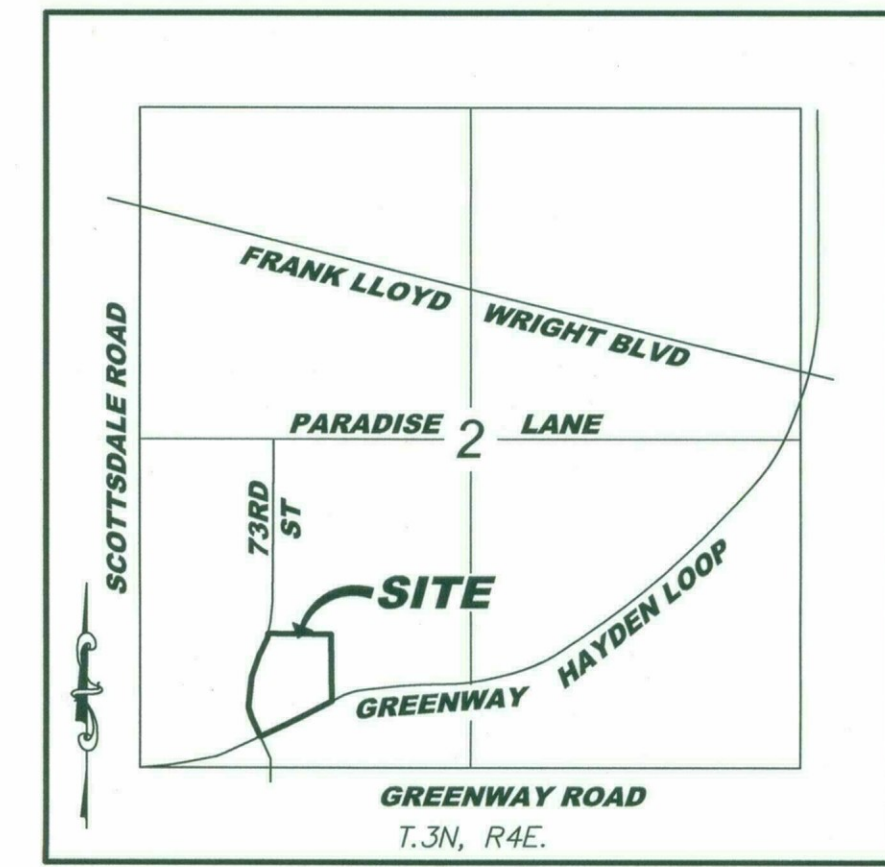 FRANK LLOYD WRIGHT BLVD
SCOTTSDALE ROAD
PARADISE 2 LANE
73RD
ST
SITE
GREENWAY HAYDEN LOOP
GREENWAY ROAD
T.3N, R4E.